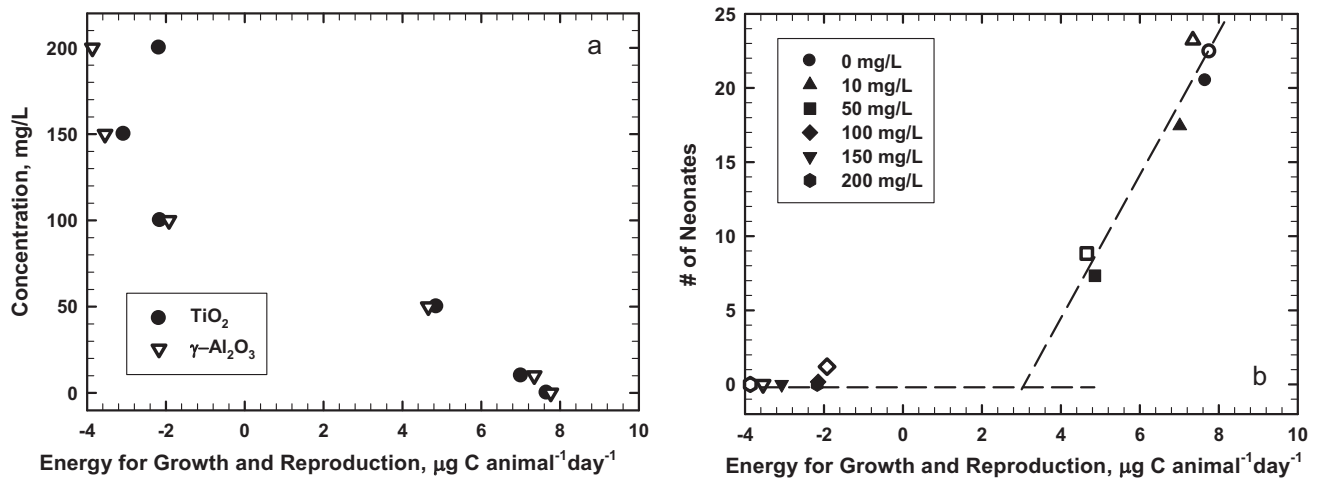 a
200
150
100
50
0
Concentration, mg/L
TiO₂
γ–Al₂O₃
-4 -2 0 2 4 6 8 10
Energy for Growth and Reproduction, μg C animal⁻¹day⁻¹
25
20
15
10
5
0
# of Neonates
0 mg/L
10 mg/L
50 mg/L
100 mg/L
150 mg/L
200 mg/L
b
-4 -2 0 2 4 6 8 10
Energy for Growth and Reproduction, μg C animal⁻¹day⁻¹